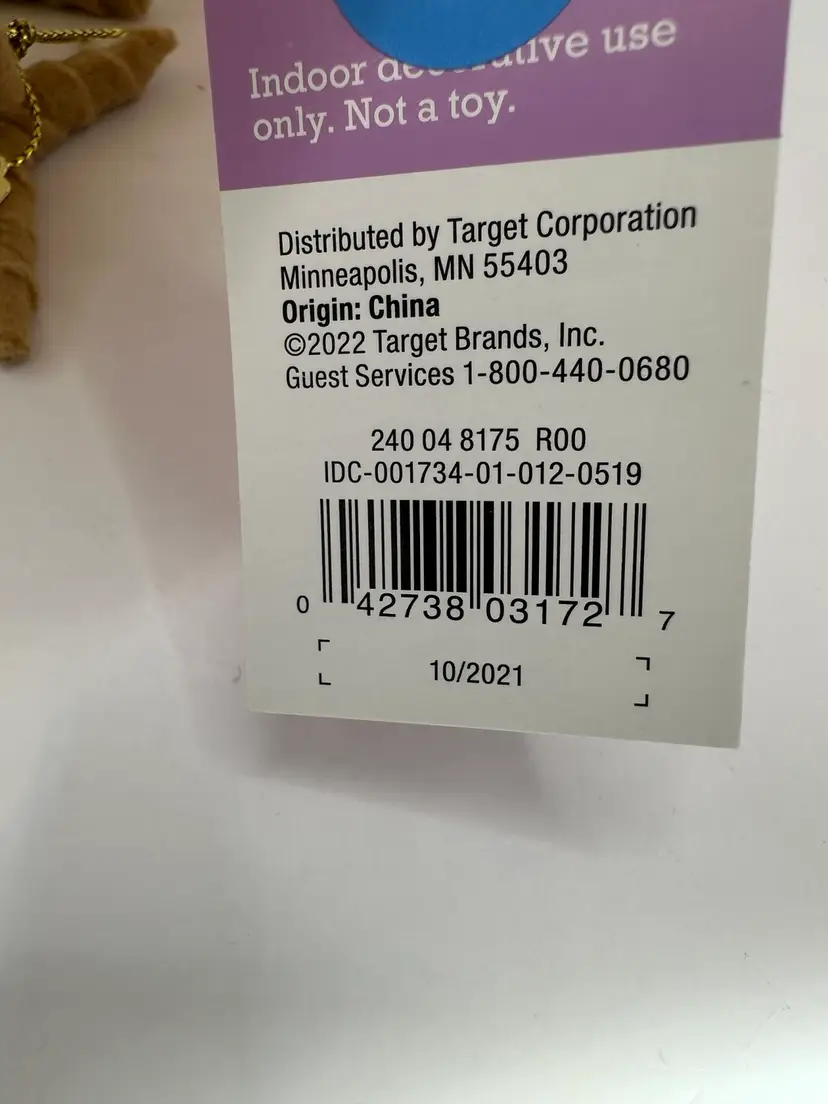 Indoor decorative use
only. Not a toy.
Distributed by Target Corporation
Minneapolis, MN 55403
Origin: China
©2022 Target Brands, Inc.
Guest Services 1-800-440-0680
240 04 8175 R00
IDC-001734-01-012-0519
0 42738 03172 7
10/2021